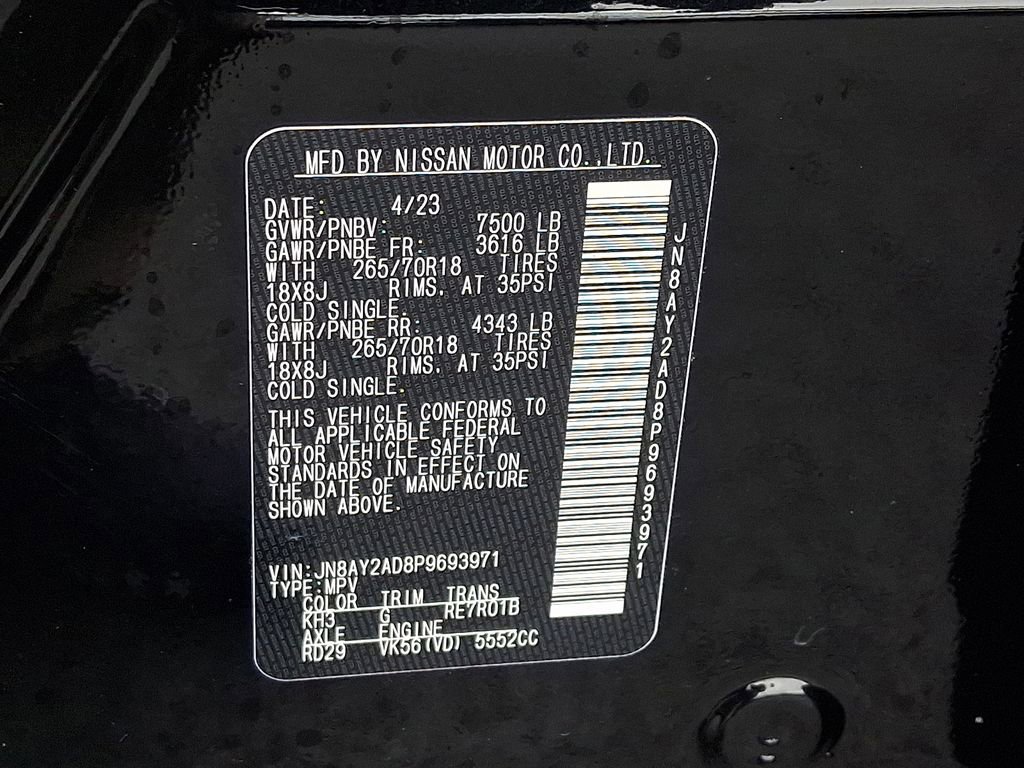 MFD BY NISSAN MOTOR CO.,LTD.
DATE: 4/23
GVWR/PNBV: 7500 LB
GAWR/PNBE FR: 3616 LB
WITH 265/70R18 TIRES
18X8J RIMS. AT 35PSI
COLD SINGLE.
GAWR/PNBE RR: 4343 LB
WITH 265/70R18 TIRES
18X8J RIMS. AT 35PSI
COLD SINGLE.
THIS VEHICLE CONFORMS TO
ALL APPLICABLE FEDERAL
MOTOR VEHICLE SAFETY
STANDARDS IN EFFECT ON
THE DATE OF MANUFACTURE
SHOWN ABOVE.
VIN:JN8AY2AD8P9693971
TYPE:MPV
COLOR TRIM TRANS
KH3 G RE7R01B
AXLE ENGINE
RD29 VK56(VD) 5552CC
JN8AY2AD8P9693971